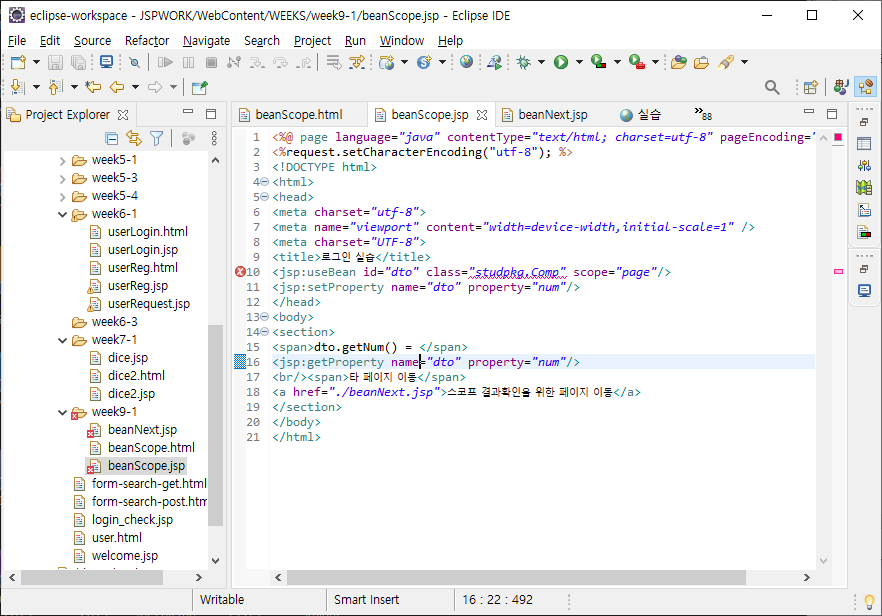 eclipse-workspace - JSPWORK/WebContent/WEEKS/week9-1/beanScope.jsp - Eclipse IDE
File Edit Source Refactor Navigate Search Project Run Window Help
Project Explorer
week5-1
week5-3
week5-4
week6-1
userLogin.html
userLogin.jsp
userReg.html
userReg.jsp
userRequest.jsp
week6-3
week7-1
dice.jsp
dice2.html
dice2.jsp
week9-1
beanNext.jsp
beanScope.html
beanScope.jsp
form-search-get.html
form-search-post.htm
login_check.jsp
user.html
welcome.jsp
beanScope.html beanScope.jsp beanNext.jsp 실습 »88
1 <%@ page language="java" contentType="text/html; charset=utf-8" pageEncoding="
2 <%request.setCharacterEncoding("utf-8"); %>
3 <!DOCTYPE html>
4 <html>
5 <head>
6 <meta charset="utf-8">
7 <meta name="viewport" content="width=device-width,initial-scale=1" />
8 <meta charset="UTF-8">
9 <title>로그인 실습</title>
10 <jsp:useBean id="dto" class="studpkg.Comp" scope="page"/>
11 <jsp:setProperty name="dto" property="num"/>
12 </head>
13 <body>
14 <section>
15 <span>dto.getNum() = </span>
16 <jsp:getProperty name="dto" property="num"/>
17 <br/><span>타 페이지 이동</span>
18 <a href="./beanNext.jsp">스코프 결과확인을 위한 페이지 이동</a>
19 </section>
20 </body>
21 </html>
Writable Smart Insert 16 : 22 : 492